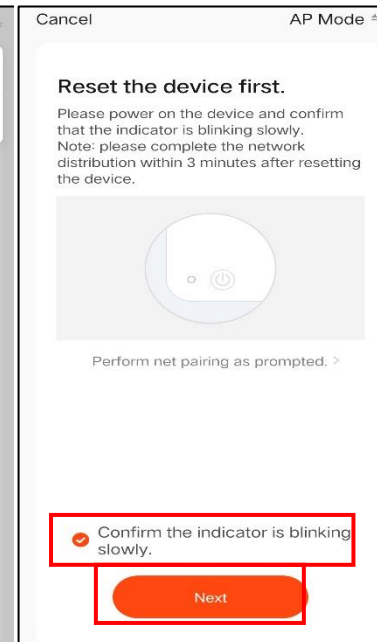 Cancel
AP Mode
Reset the device first.
Please power on the device and confirm
that the indicator is blinking slowly.
Note: please complete the network
distribution within 3 minutes after resetting
the device.
Perform net pairing as prompted. >
Confirm the indicator is blinking
slowly.
Next